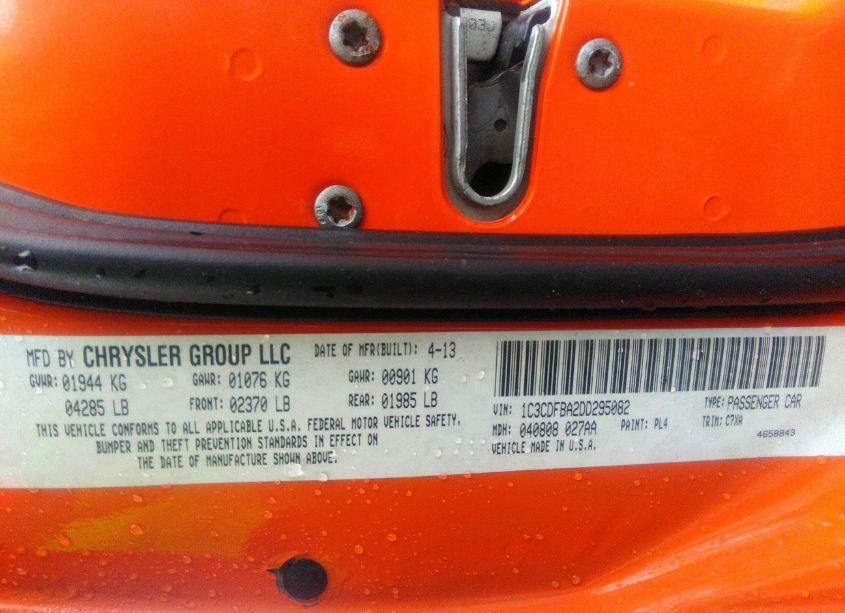 003J
MFD BY CHRYSLER GROUP LLC DATE OF MFR(BUILT): 4-13
GVWR: 01944 KG GAWR: 01076 KG GAWR: 00901 KG
04285 LB FRONT: 02370 LB REAR: 01985 LB
THIS VEHICLE CONFORMS TO ALL APPLICABLE U.S.A. FEDERAL MOTOR VEHICLE SAFETY,
BUMPER AND THEFT PREVENTION STANDARDS IN EFFECT ON
THE DATE OF MANUFACTURE SHOWN ABOVE.
VIN: 1C3CDFBA2DD295082 TYPE: PASSENGER CAR
MDH: 040808 027AA PAINT: PL4 TRIM: C7XA
VEHICLE MADE IN U.S.A. 4658843